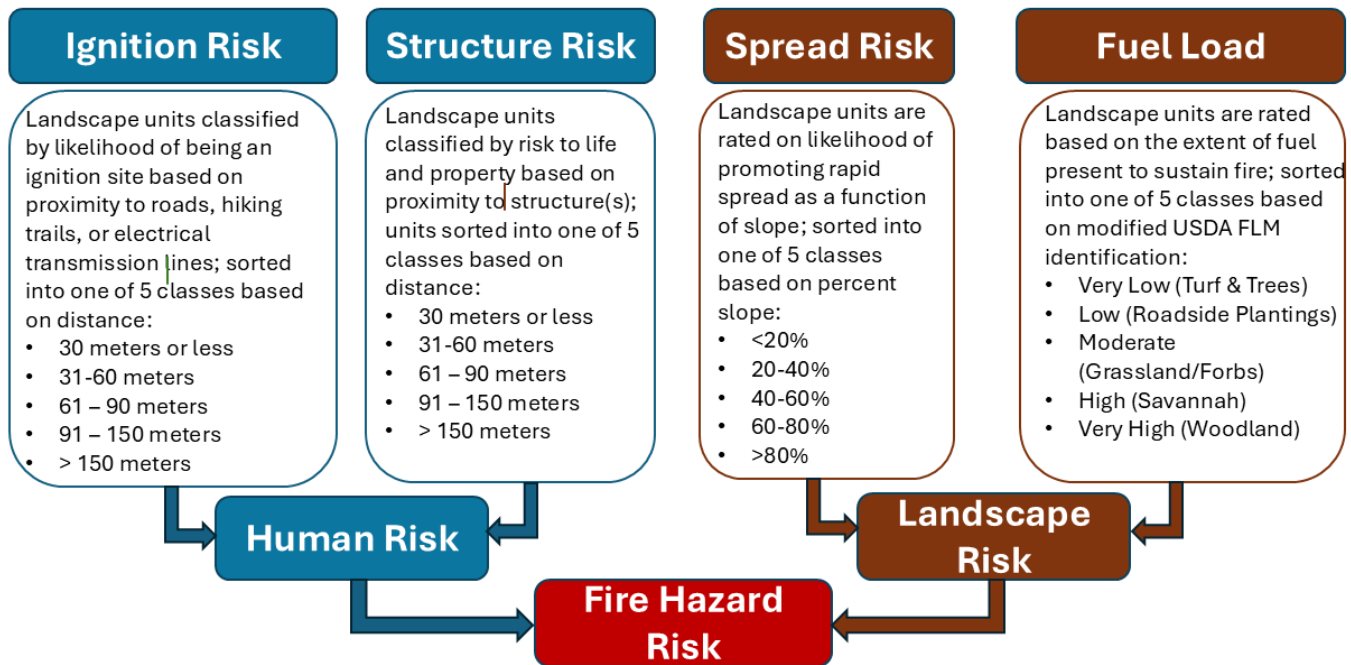 Ignition Risk
Landscape units classified
by likelihood of being an
ignition site based on
proximity to roads, hiking
trails, or electrical
transmission lines; sorted
into one of 5 classes based
on distance:
• 30 meters or less
• 31-60 meters
• 61 – 90 meters
• 91 – 150 meters
• > 150 meters
Structure Risk
Landscape units
classified by risk to life
and property based on
proximity to structure(s);
units sorted into one of 5
classes based on
distance:
• 30 meters or less
• 31-60 meters
• 61 – 90 meters
• 91 – 150 meters
• > 150 meters
Spread Risk
Landscape units are
rated on likelihood of
promoting rapid
spread as a function
of slope; sorted into
one of 5 classes
based on percent
slope:
• <20%
• 20-40%
• 40-60%
• 60-80%
• >80%
Fuel Load
Landscape units are rated
based on the extent of fuel
present to sustain fire; sorted
into one of 5 classes based
on modified USDA FLM
identification:
• Very Low (Turf & Trees)
• Low (Roadside Plantings)
• Moderate
(Grassland/Forbs)
• High (Savannah)
• Very High (Woodland)
Human Risk
Landscape
Risk
Fire Hazard
Risk